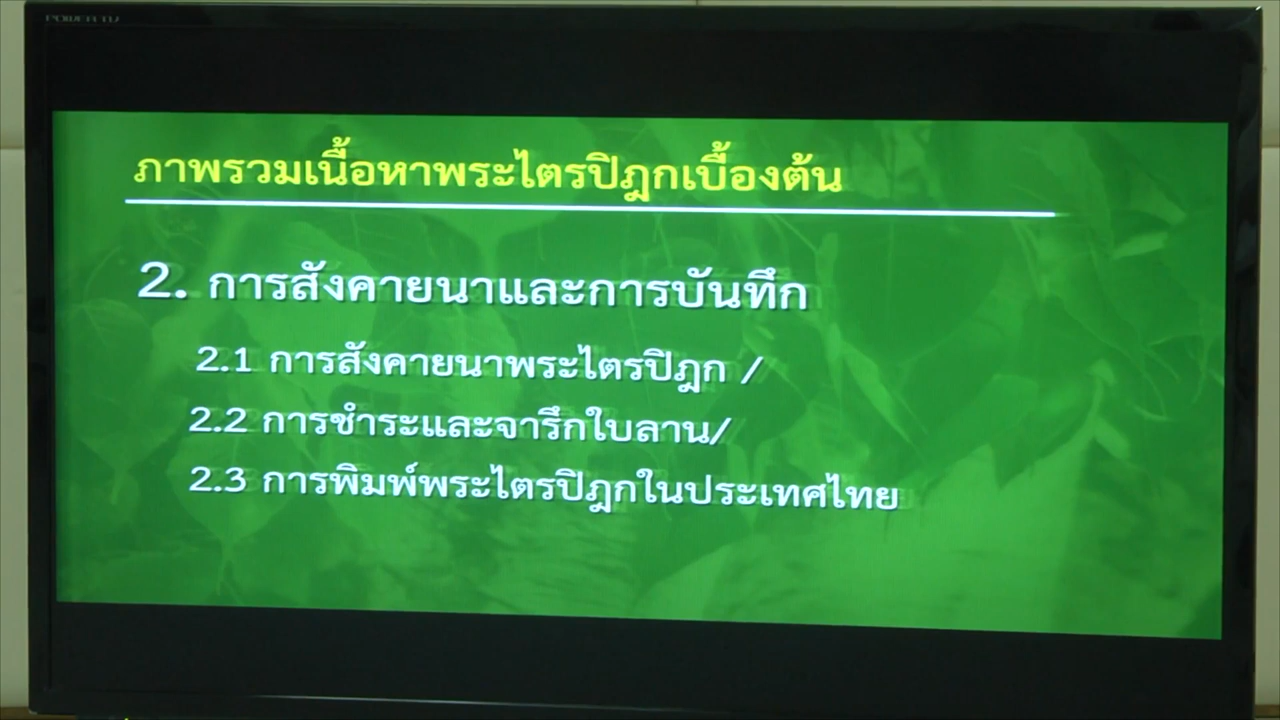 POWER TV
ภาพรวมเนื้อหาพระไตรปิฎกเบื้องต้น
2. การสังคายนาและการบันทึก
2.1 การสังคายนาพระไตรปิฎก /
2.2 การชำระและจารึกใบลาน/
2.3 การพิมพ์พระไตรปิฎกในประเทศไทย